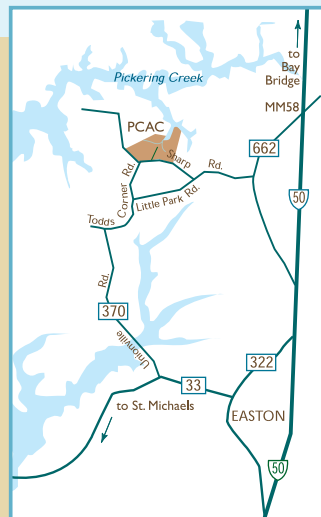 to
Bay
Bridge
MM58
Pickering Creek
PCAC
Sharp
Rd.
662
Todds
Corner
Rd.
Little Park Rd.
50
Rd.
370
Unionville
322
33
to St. Michaels
EASTON
50